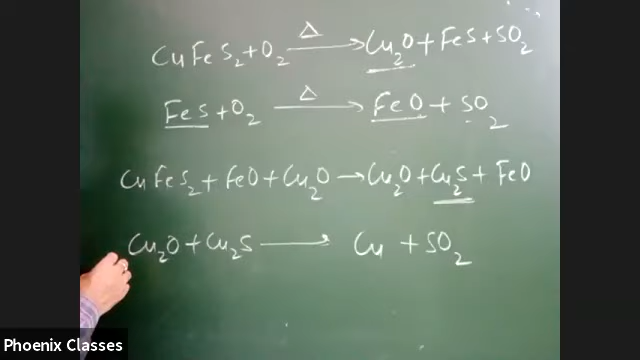 CuFeS₂ + O₂ —Δ→ Cu₂O + FeS + SO₂
FeS + O₂ —Δ→ FeO + SO₂
CuFeS₂ + FeO + Cu₂O → Cu₂O + Cu₂S + FeO
Cu₂O + Cu₂S → Cu + SO₂
Phoenix Classes